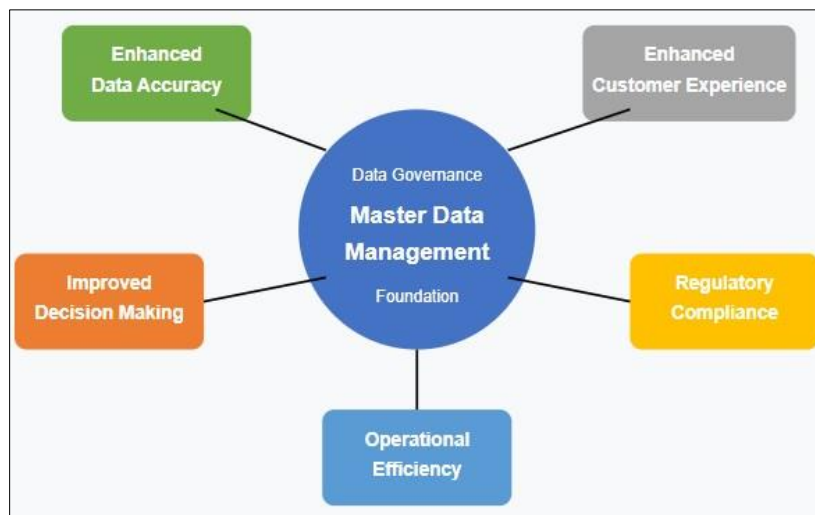 Enhanced
Data Accuracy
Enhanced
Customer Experience
Data Governance
Master Data
Management
Foundation
Improved
Decision Making
Regulatory
Compliance
Operational
Efficiency